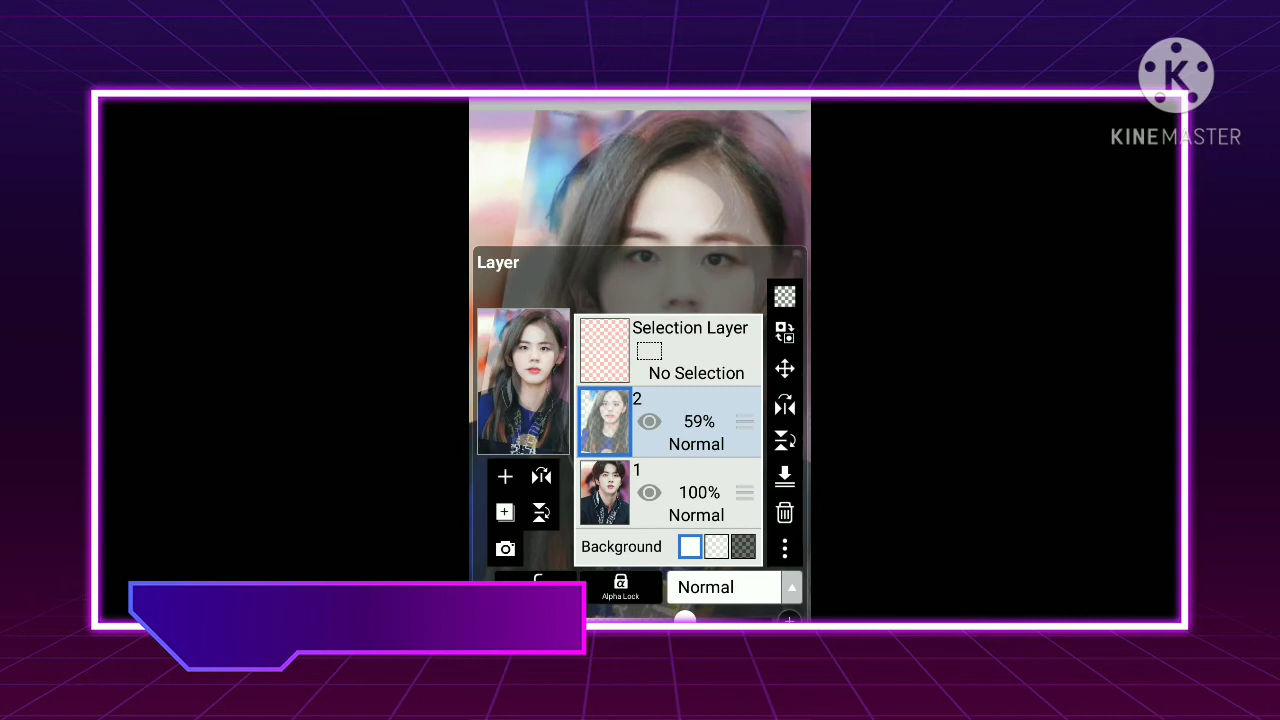 KINEMASTER
Layer
Selection Layer
No Selection
2
59%
Normal
1
100%
Normal
Background
Alpha Lock
Normal